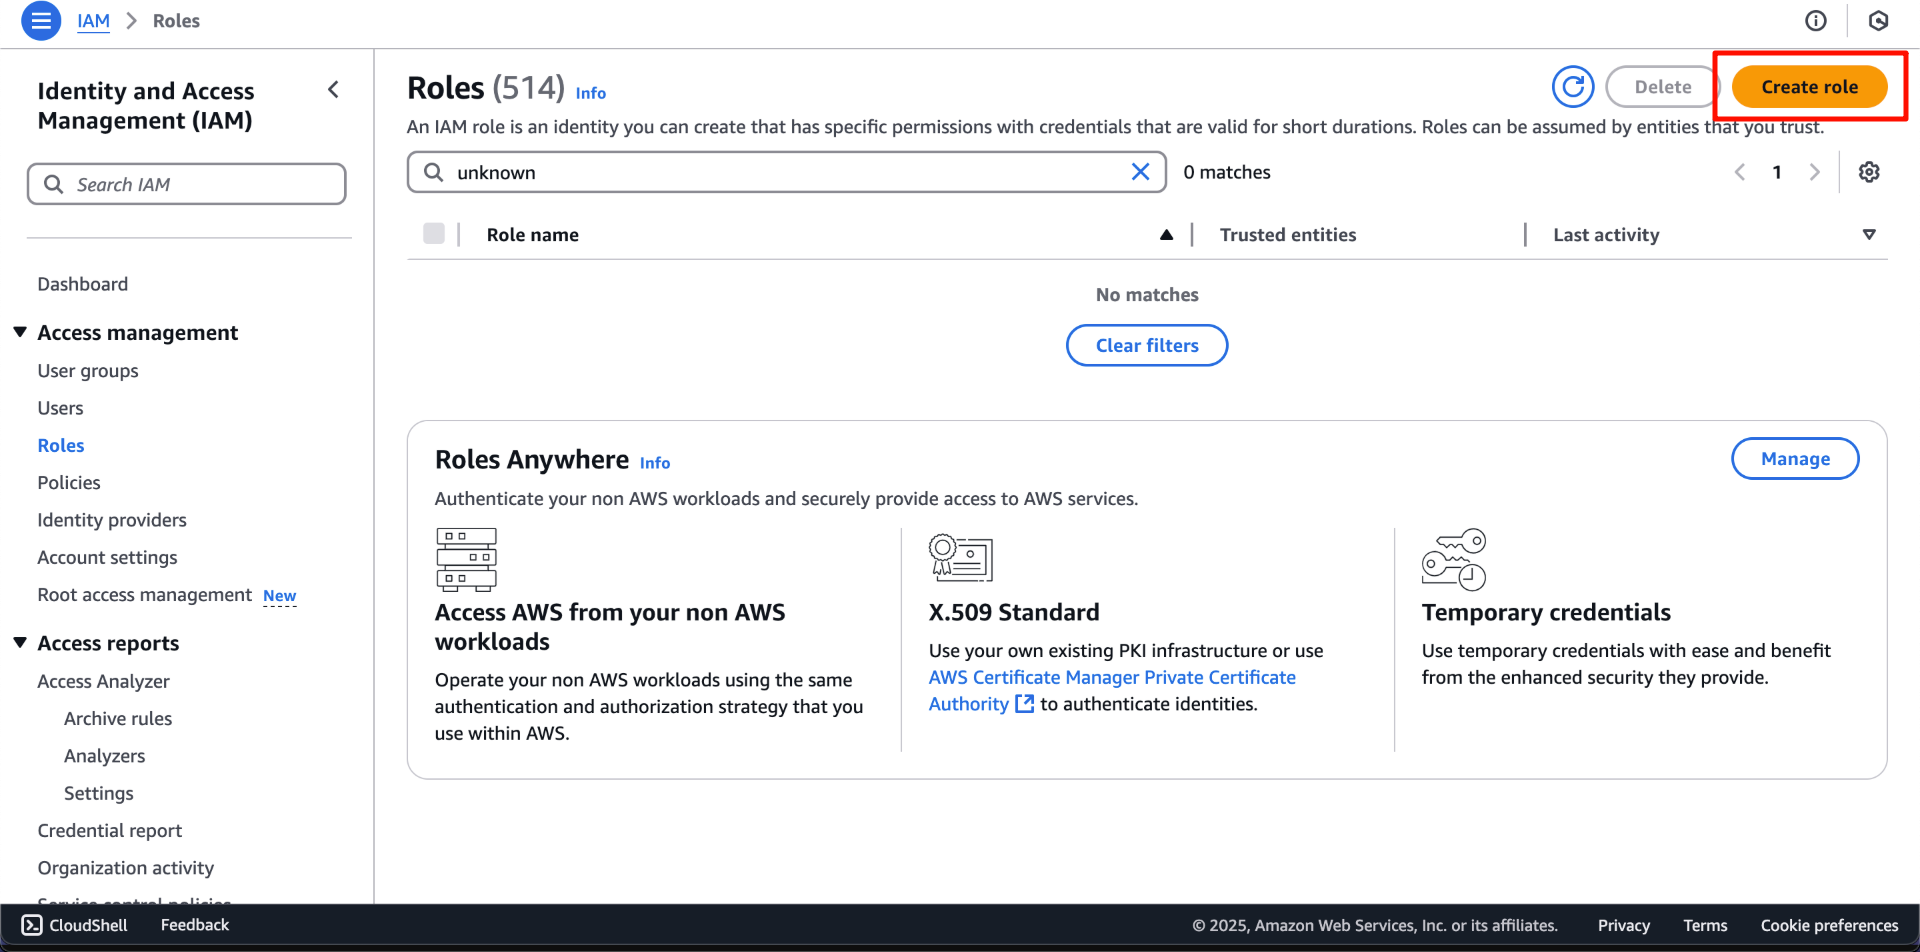 IAM > Roles
Identity and Access
Management (IAM)
Search IAM
Dashboard
Access management
User groups
Users
Roles
Policies
Identity providers
Account settings
Root access management New
Access reports
Access Analyzer
Archive rules
Analyzers
Settings
Credential report
Organization activity
Service control policies
Roles (514) Info
Delete
Create role
An IAM role is an identity you can create that has specific permissions with credentials that are valid for short durations. Roles can be assumed by entities that you trust.
unknown
0 matches
1
Role name
Trusted entities
Last activity
No matches
Clear filters
Roles Anywhere Info
Manage
Authenticate your non AWS workloads and securely provide access to AWS services.
Access AWS from your non AWS
workloads
Operate your non AWS workloads using the same
authentication and authorization strategy that you
use within AWS.
X.509 Standard
Use your own existing PKI infrastructure or use
AWS Certificate Manager Private Certificate
Authority to authenticate identities.
Temporary credentials
Use temporary credentials with ease and benefit
from the enhanced security they provide.
CloudShell
Feedback
© 2025, Amazon Web Services, Inc. or its affiliates.
Privacy
Terms
Cookie preferences